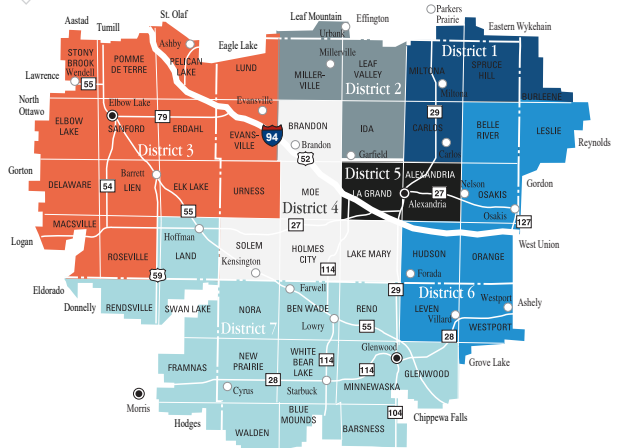 Parkers
Prairie
St. Olaf
Leaf Mountain
Effington
Aastad
Tumill
Eastern Wykehain
Urbank
Ashby
Eagle Lake
District 1
STONY
BROOK
Wendell
POMME
DE TERRE
PELICAN
LAKE
LUND
Millerville
MILLER-
VILLE
LEAF
VALLEY
MILTONA
SPRUCE
HILL
Lawrence
55
District 2
Miltona
BURLEENE
North
Ottawo
Elbow Lake
Evansville
29
ELBOW
LAKE
SANFORD
79
ERDAHL
EVANS-
VILLE
94
BRANDON
IDA
CARLOS
BELLE
RIVER
LESLIE
Reynolds
District 3
Brandon
52
Garfield
Carlos
Gorton
Barrett
District 5
ALEXANDRIA
Gordon
DELAWARE
54
LIEN
ELK LAKE
URNESS
MOE
LA GRAND
27
Nelson
OSAKIS
Alexandria
55
District 4
Osakis
MACSVILLE
27
127
Logan
Hoffman
West Union
ROSEVILLE
LAND
SOLEM
HOLMES
CITY
LAKE MARY
HUDSON
ORANGE
Kensington
114
Forada
59
Eldorado
Farwell
29
District 6
Donnelly
RENDSVILLE
SWAN LAKE
NORA
BEN WADE
RENO
LEVEN
Westport
Ashely
Villard
District 7
Lowry
55
WESTPORT
28
Glenwood
FRAMNAS
NEW
PRAIRIE
WHITE
BEAR
LAKE
114
114
GLENWOOD
Grove Lake
28
MINNEWASKA
Morris
Cyrus
Starbuck
Hodges
WALDEN
BLUE
MOUNDS
BARSNESS
104
Chippewa Falls